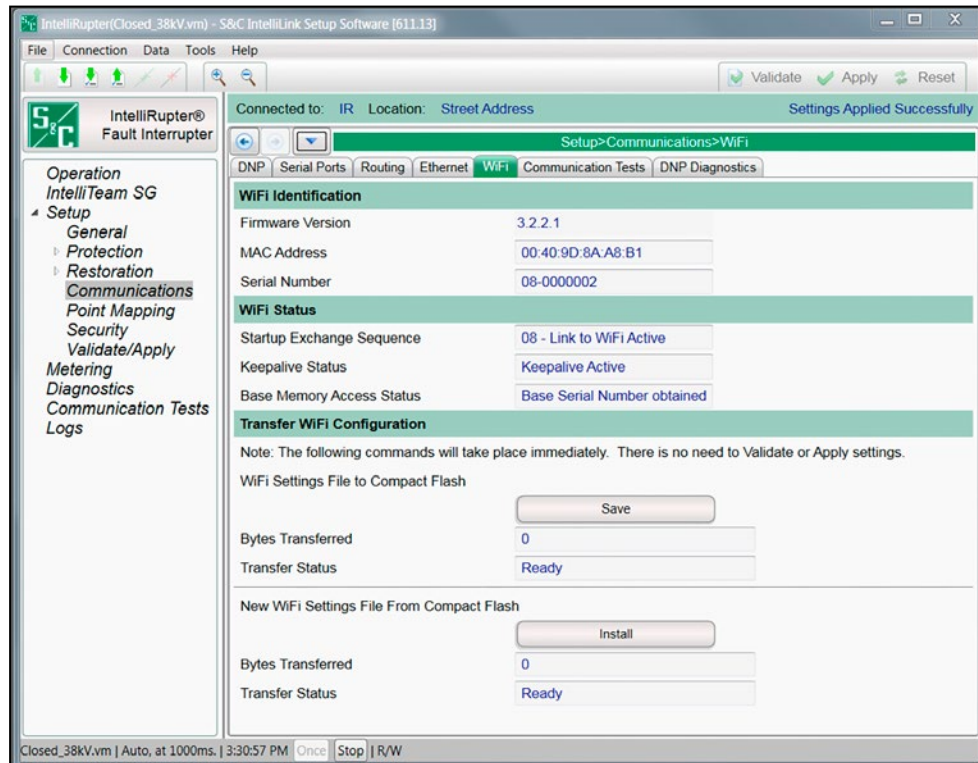 IntelliRupter(Closed_38kV.vm) - S&C IntelliLink Setup Software [611.13]
File Connection Data Tools Help
Validate Apply Reset
S&C
IntelliRupter®
Fault Interrupter
Connected to: IR Location: Street Address Settings Applied Successfully
Setup>Communications>WiFi
DNP Serial Ports Routing Ethernet WiFi Communication Tests DNP Diagnostics
Operation
IntelliTeam SG
Setup
General
Protection
Restoration
Communications
Point Mapping
Security
Validate/Apply
Metering
Diagnostics
Communication Tests
Logs
WiFi Identification
Firmware Version 3.2.2.1
MAC Address 00:40:9D:8A:A8:B1
Serial Number 08-0000002
WiFi Status
Startup Exchange Sequence 08 - Link to WiFi Active
Keepalive Status Keepalive Active
Base Memory Access Status Base Serial Number obtained
Transfer WiFi Configuration
Note: The following commands will take place immediately. There is no need to Validate or Apply settings.
WiFi Settings File to Compact Flash
Save
Bytes Transferred 0
Transfer Status Ready
New WiFi Settings File From Compact Flash
Install
Bytes Transferred 0
Transfer Status Ready
Closed_38kV.vm | Auto, at 1000ms. | 3:30:57 PM Once Stop | R/W